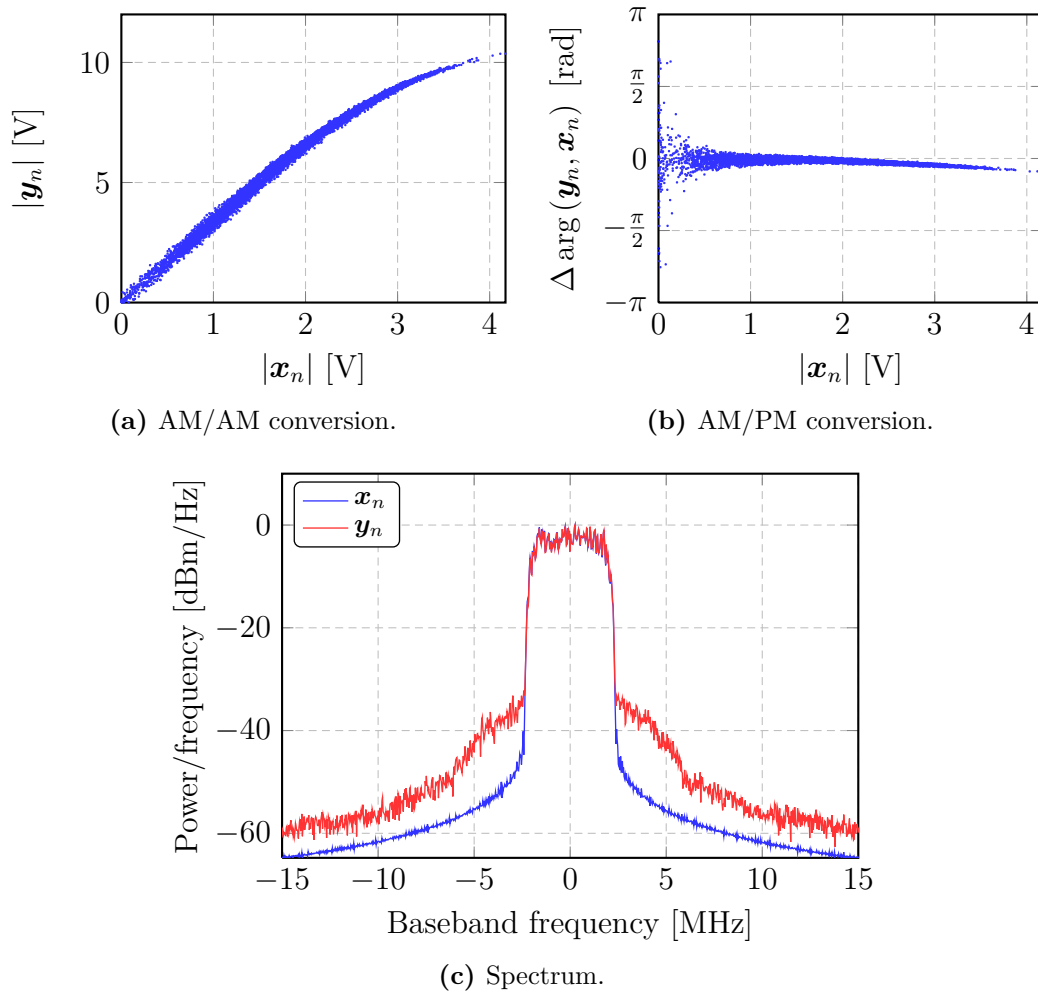 10
5
0
0
1
2
3
4
|y_n| [V]
|x_n| [V]
(a) AM/AM conversion.
π
π/2
0
−π/2
−π
0
1
2
3
4
Δ arg (y_n, x_n) [rad]
|x_n| [V]
(b) AM/PM conversion.
x_n
y_n
0
−20
−40
−60
−15
−10
−5
0
5
10
15
Power/frequency [dBm/Hz]
Baseband frequency [MHz]
(c) Spectrum.